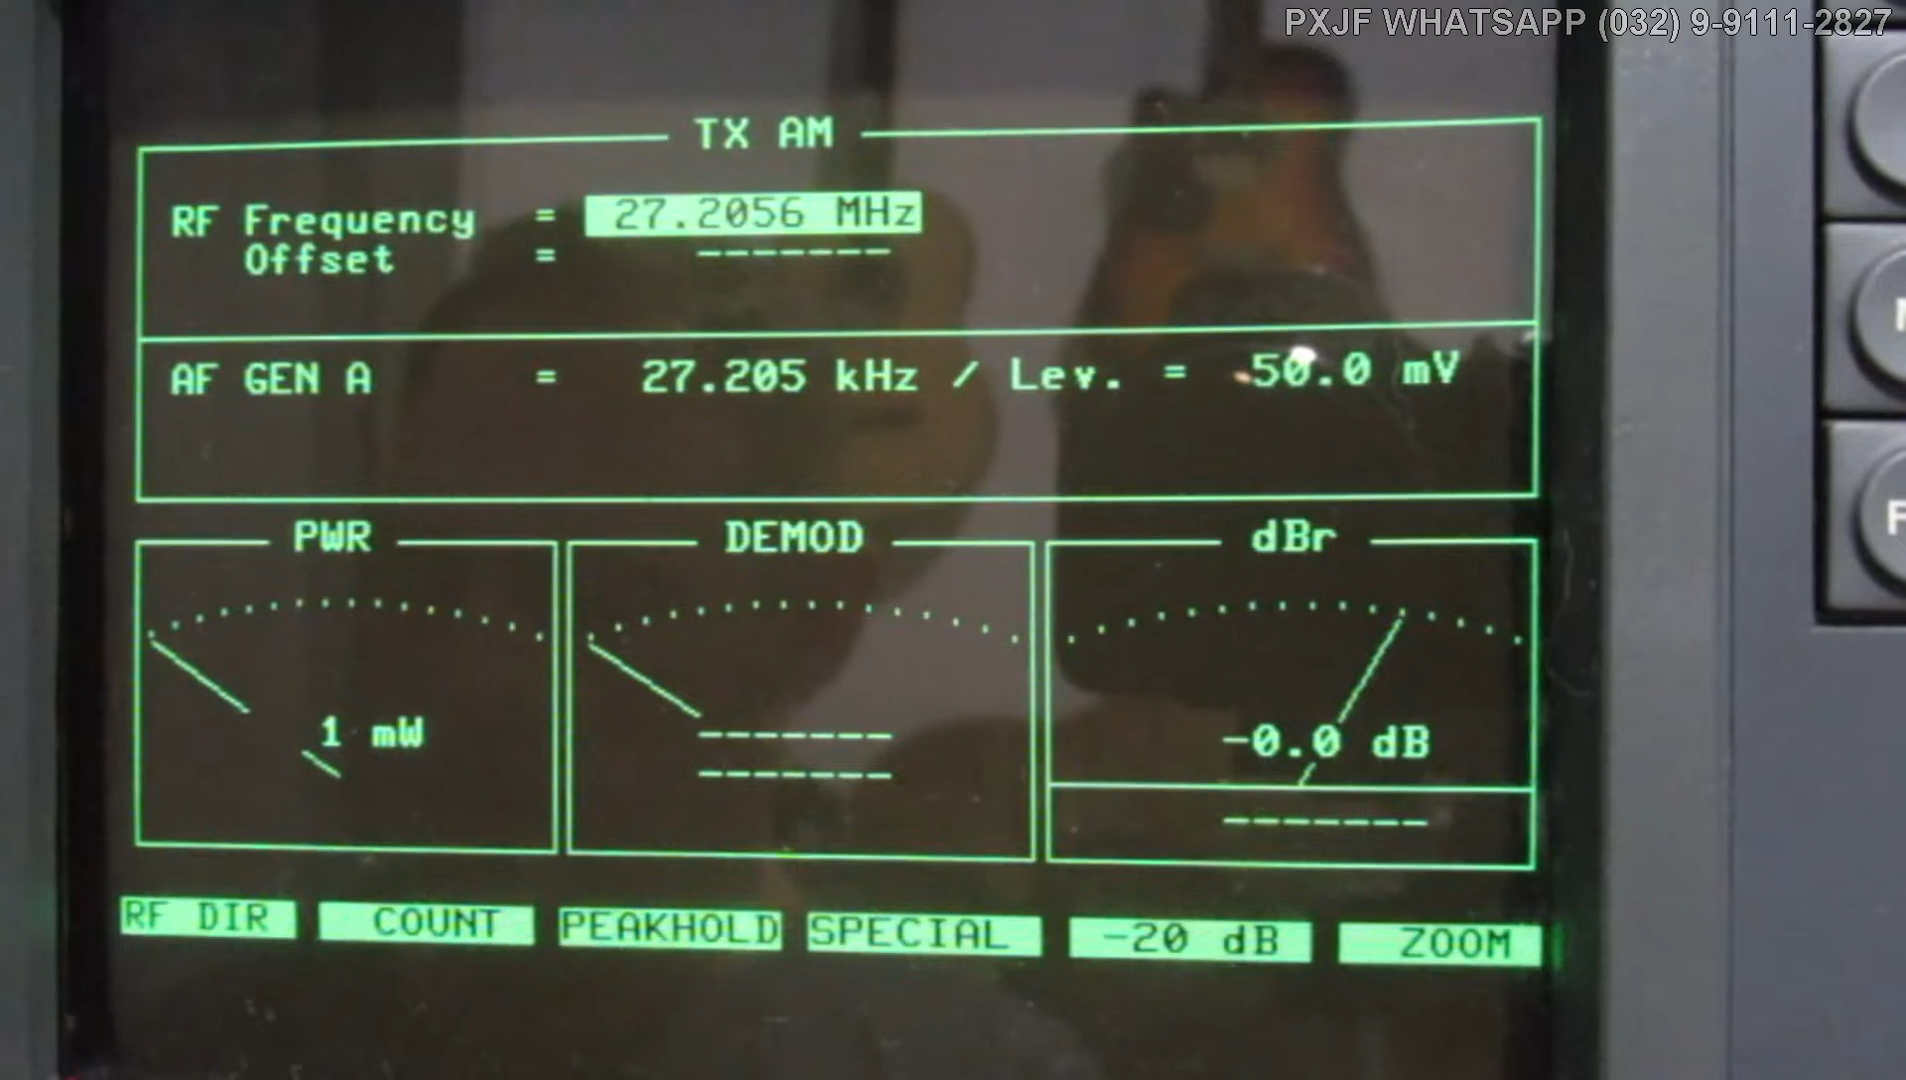 PXJF WHATSAPP (032) 9-9111-2827
TX AM
RF Frequency = 27.2056 MHz
Offset = -------
AF GEN A = 27.205 kHz / Lev. = 50.0 mV
PWR
1 mW
DEMOD
-------
-------
dBr
-0.0 dB
-------
RF DIR COUNT PEAKHOLD SPECIAL -20 dB ZOOM